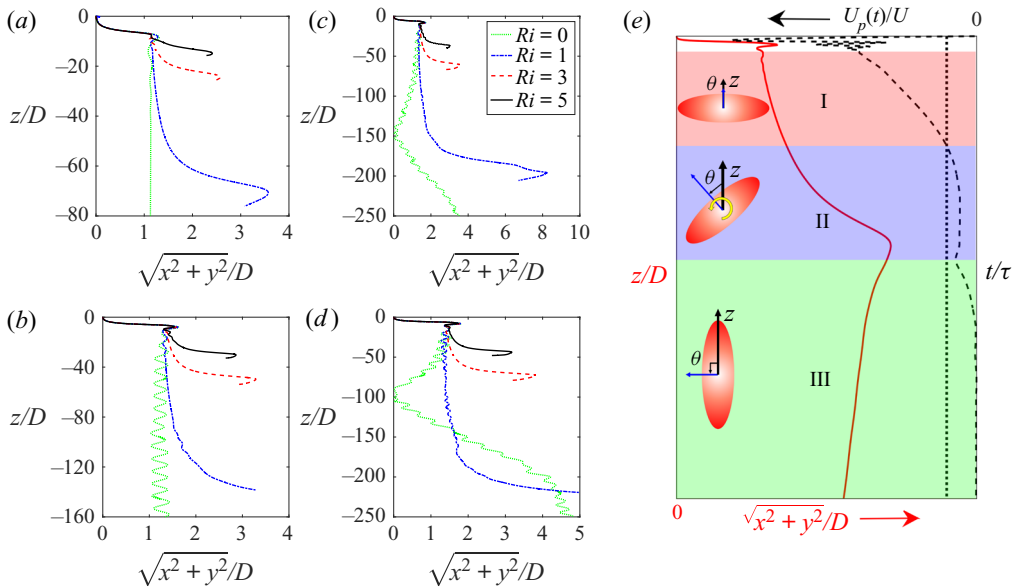 (a)
0
−20
−40
−60
−80
z/D
0 1 2 3 4
√x² + y²/D
(c)
0
−50
−100
−150
−200
−250
Ri = 0
Ri = 1
Ri = 3
Ri = 5
0 2 4 6 8 10
√x² + y²/D
(b)
0
−40
−80
−120
−160
z/D
0 1 2 3 4
√x² + y²/D
(d)
0
−50
−100
−150
−200
−250
0 1 2 3 4 5
√x² + y²/D
(e)
U_p(t)/U 0
I
θ z
II
θ z
z/D t/τ
III
θ z
0 √x² + y²/D